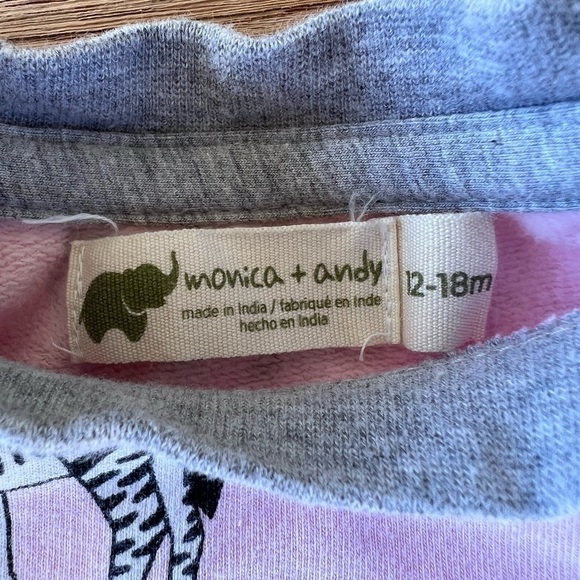 monica + andy
made in India / fabriqué en Inde
hecho en India
12-18m